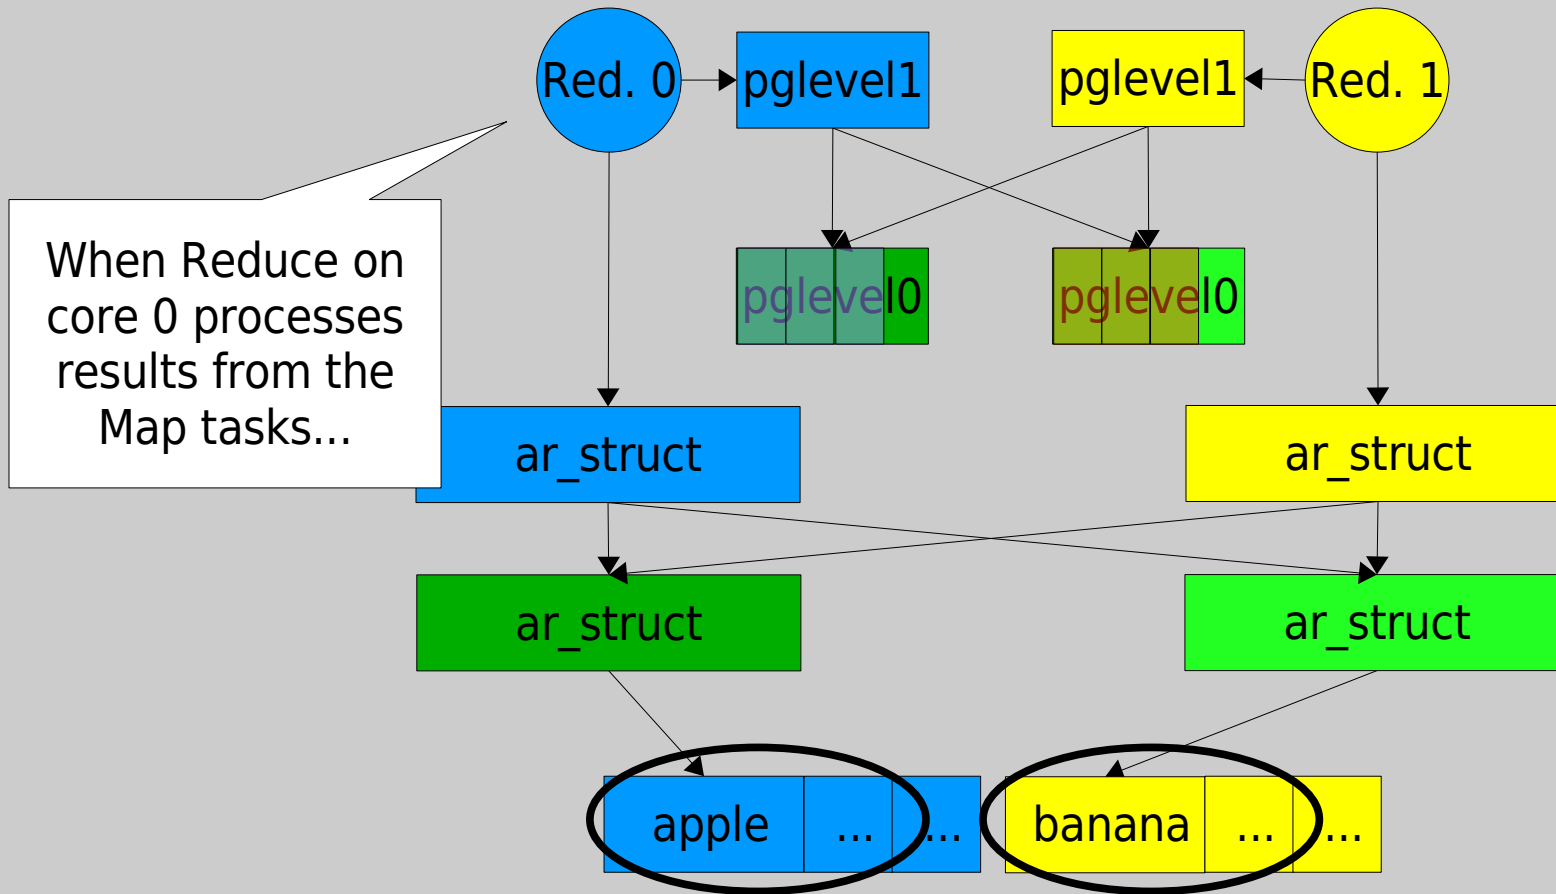 Red. 0
pglevel1
pglevel1
Red. 1
When Reduce on
core 0 processes
results from the
Map tasks...
pglevel0
pglevel0
ar_struct
ar_struct
ar_struct
ar_struct
apple
...
...
banana
...
...